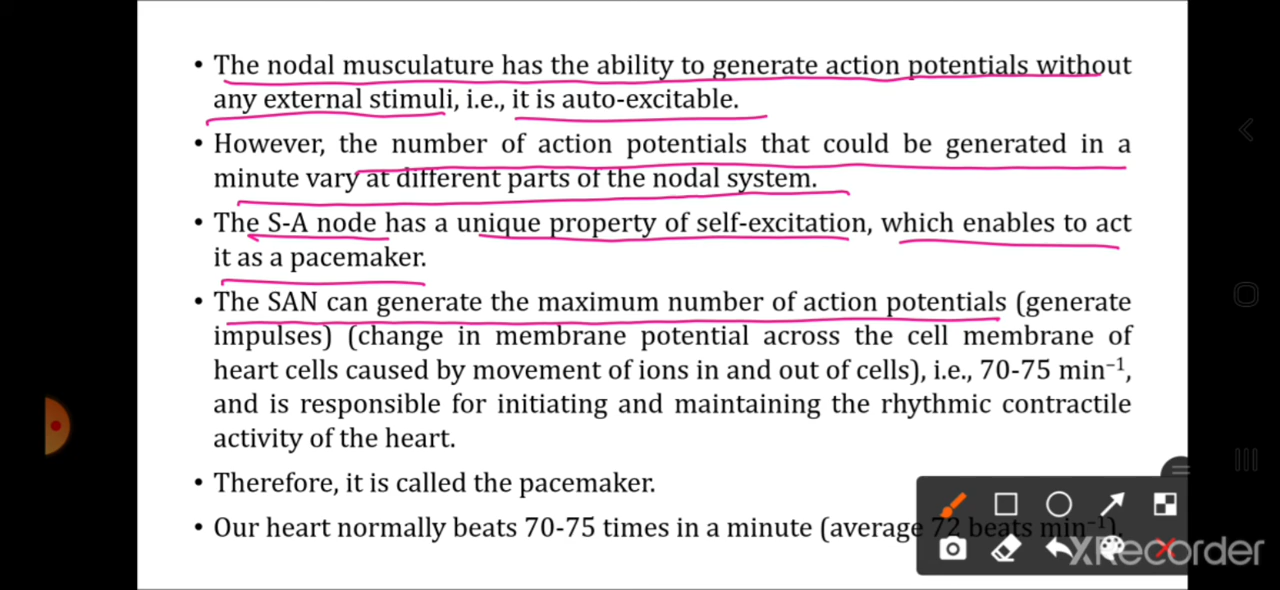 • The nodal musculature has the ability to generate action potentials without
any external stimuli, i.e., it is auto-excitable.
• However, the number of action potentials that could be generated in a
minute vary at different parts of the nodal system.
• The S-A node has a unique property of self-excitation, which enables to act
it as a pacemaker.
• The SAN can generate the maximum number of action potentials (generate
impulses) (change in membrane potential across the cell membrane of
heart cells caused by movement of ions in and out of cells), i.e., 70-75 min⁻¹,
and is responsible for initiating and maintaining the rhythmic contractile
activity of the heart.
• Therefore, it is called the pacemaker.
• Our heart normally beats 70-75 times in a minute (average 72 beats min⁻¹).
XRecorder